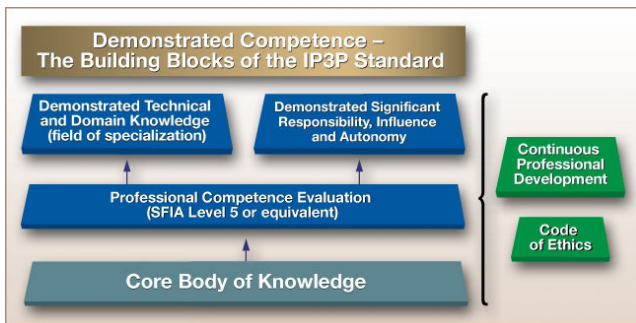 Demonstrated Competence –
The Building Blocks of the IP3P Standard
Demonstrated Technical
and Domain Knowledge
(field of specialization)
Demonstrated Significant
Responsibility, Influence
and Autonomy
Professional Competence Evaluation
(SFIA Level 5 or equivalent)
Core Body of Knowledge
Continuous
Professional
Development
Code
of Ethics